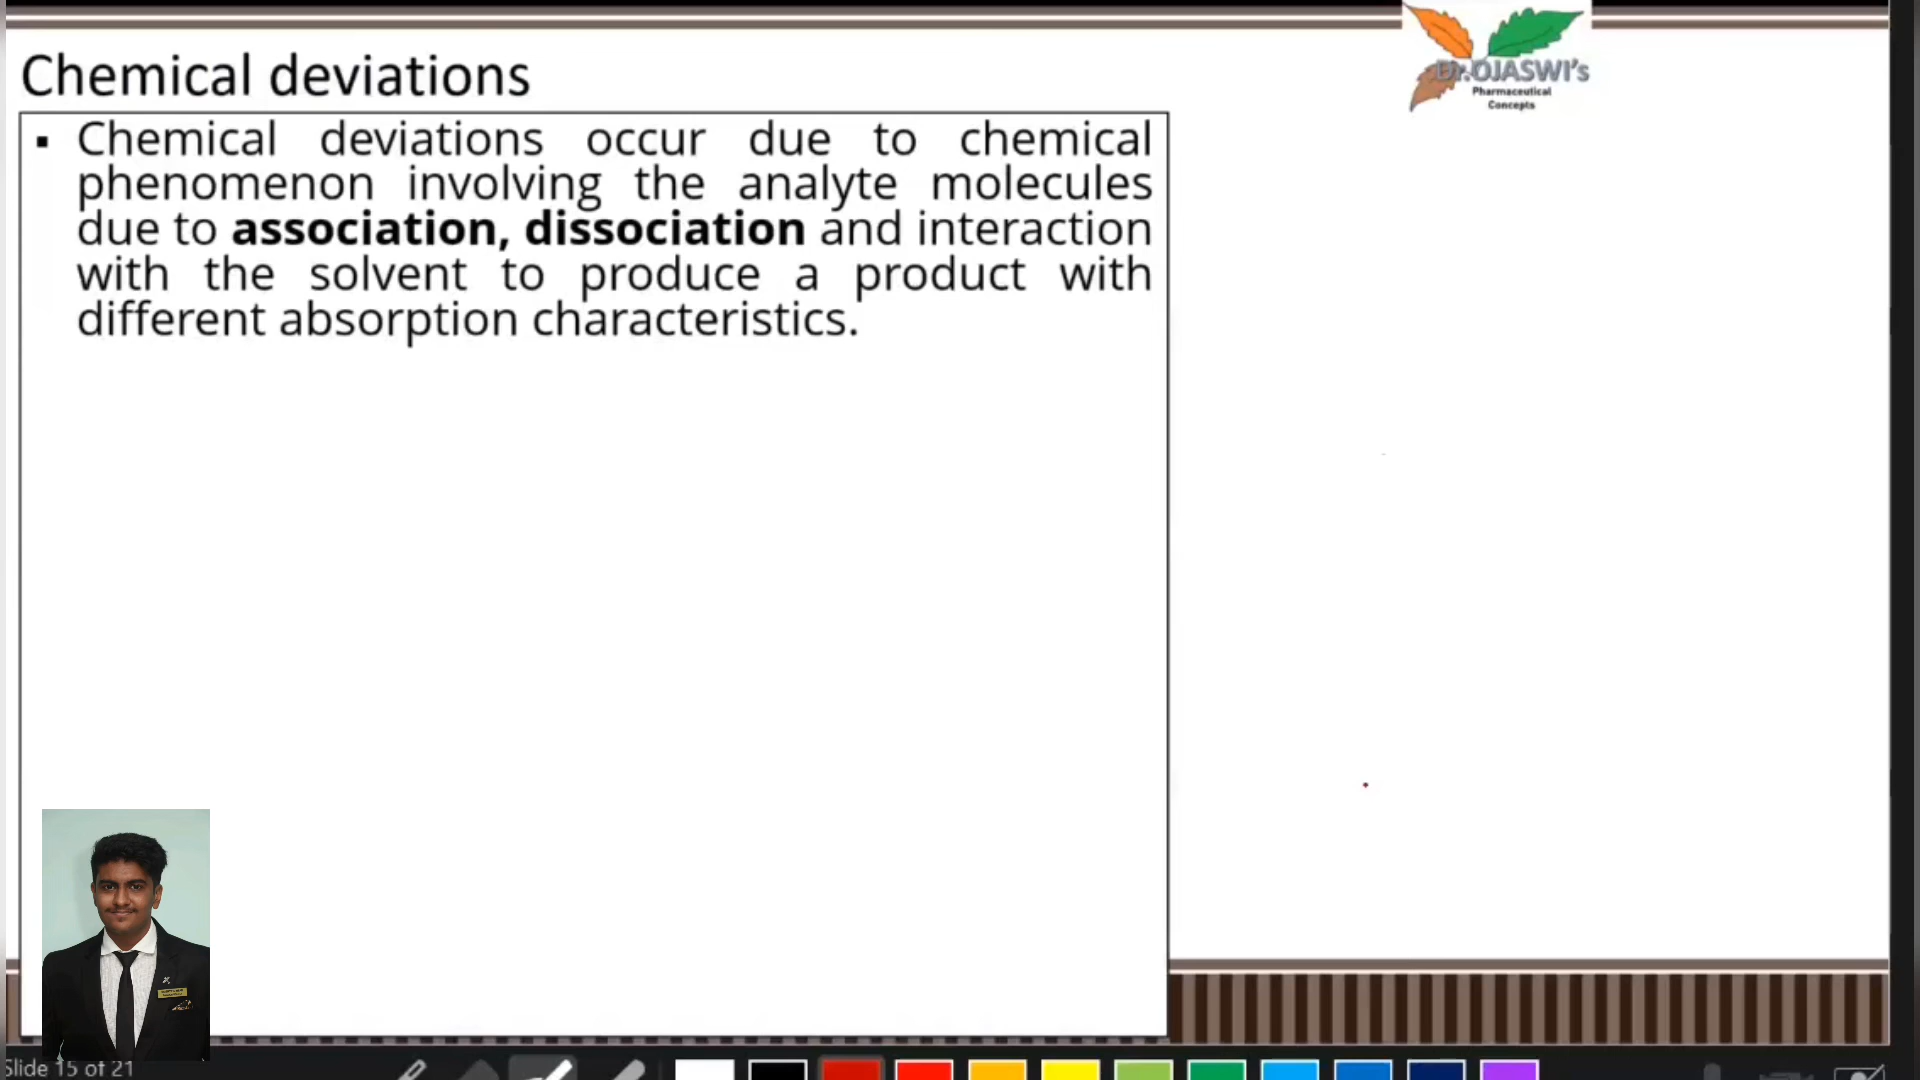 Dr.OJASWI's
Pharmaceutical
Concepts
Chemical deviations
▪ Chemical deviations occur due to chemical
phenomenon involving the analyte molecules
due to association, dissociation and interaction
with the solvent to produce a product with
different absorption characteristics.
Slide 15 of 21